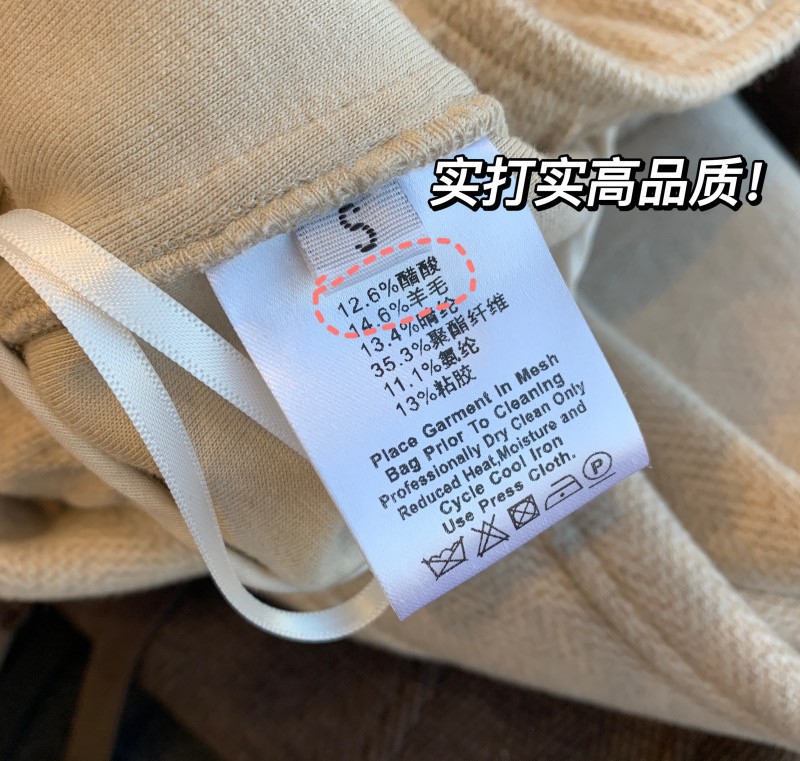 实打实高品质！
S
12.6%醋酸
14.6%羊毛
13.4%晴纶
35.3%聚酯纤维
11.1%氨纶
13%粘胶
Place Garment in Mesh
Bag Prior To Cleaning
Professionally Dry Clean Only
Reduced Heat,Moisture and
Cycle Cool Iron
Use Press Cloth.
P